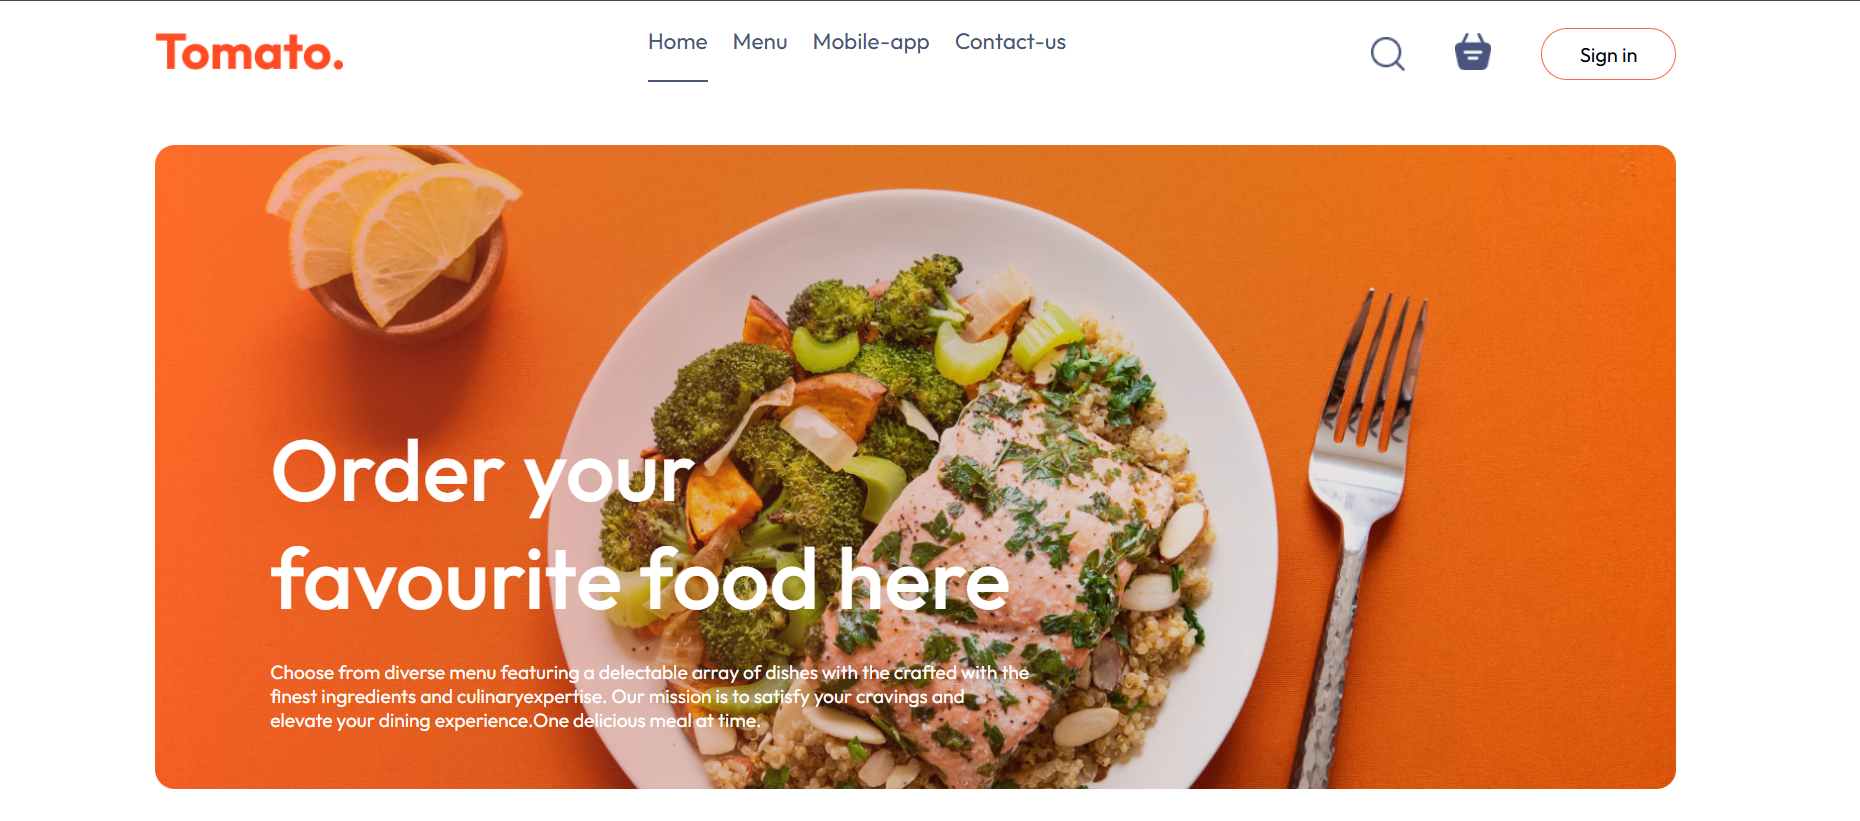 Tomato.
Home Menu Mobile-app Contact-us
Sign in
Order your
favourite food here
Choose from diverse menu featuring a delectable array of dishes with the crafted with the
finest ingredients and culinaryexpertise. Our mission is to satisfy your cravings and
elevate your dining experience.One delicious meal at time.